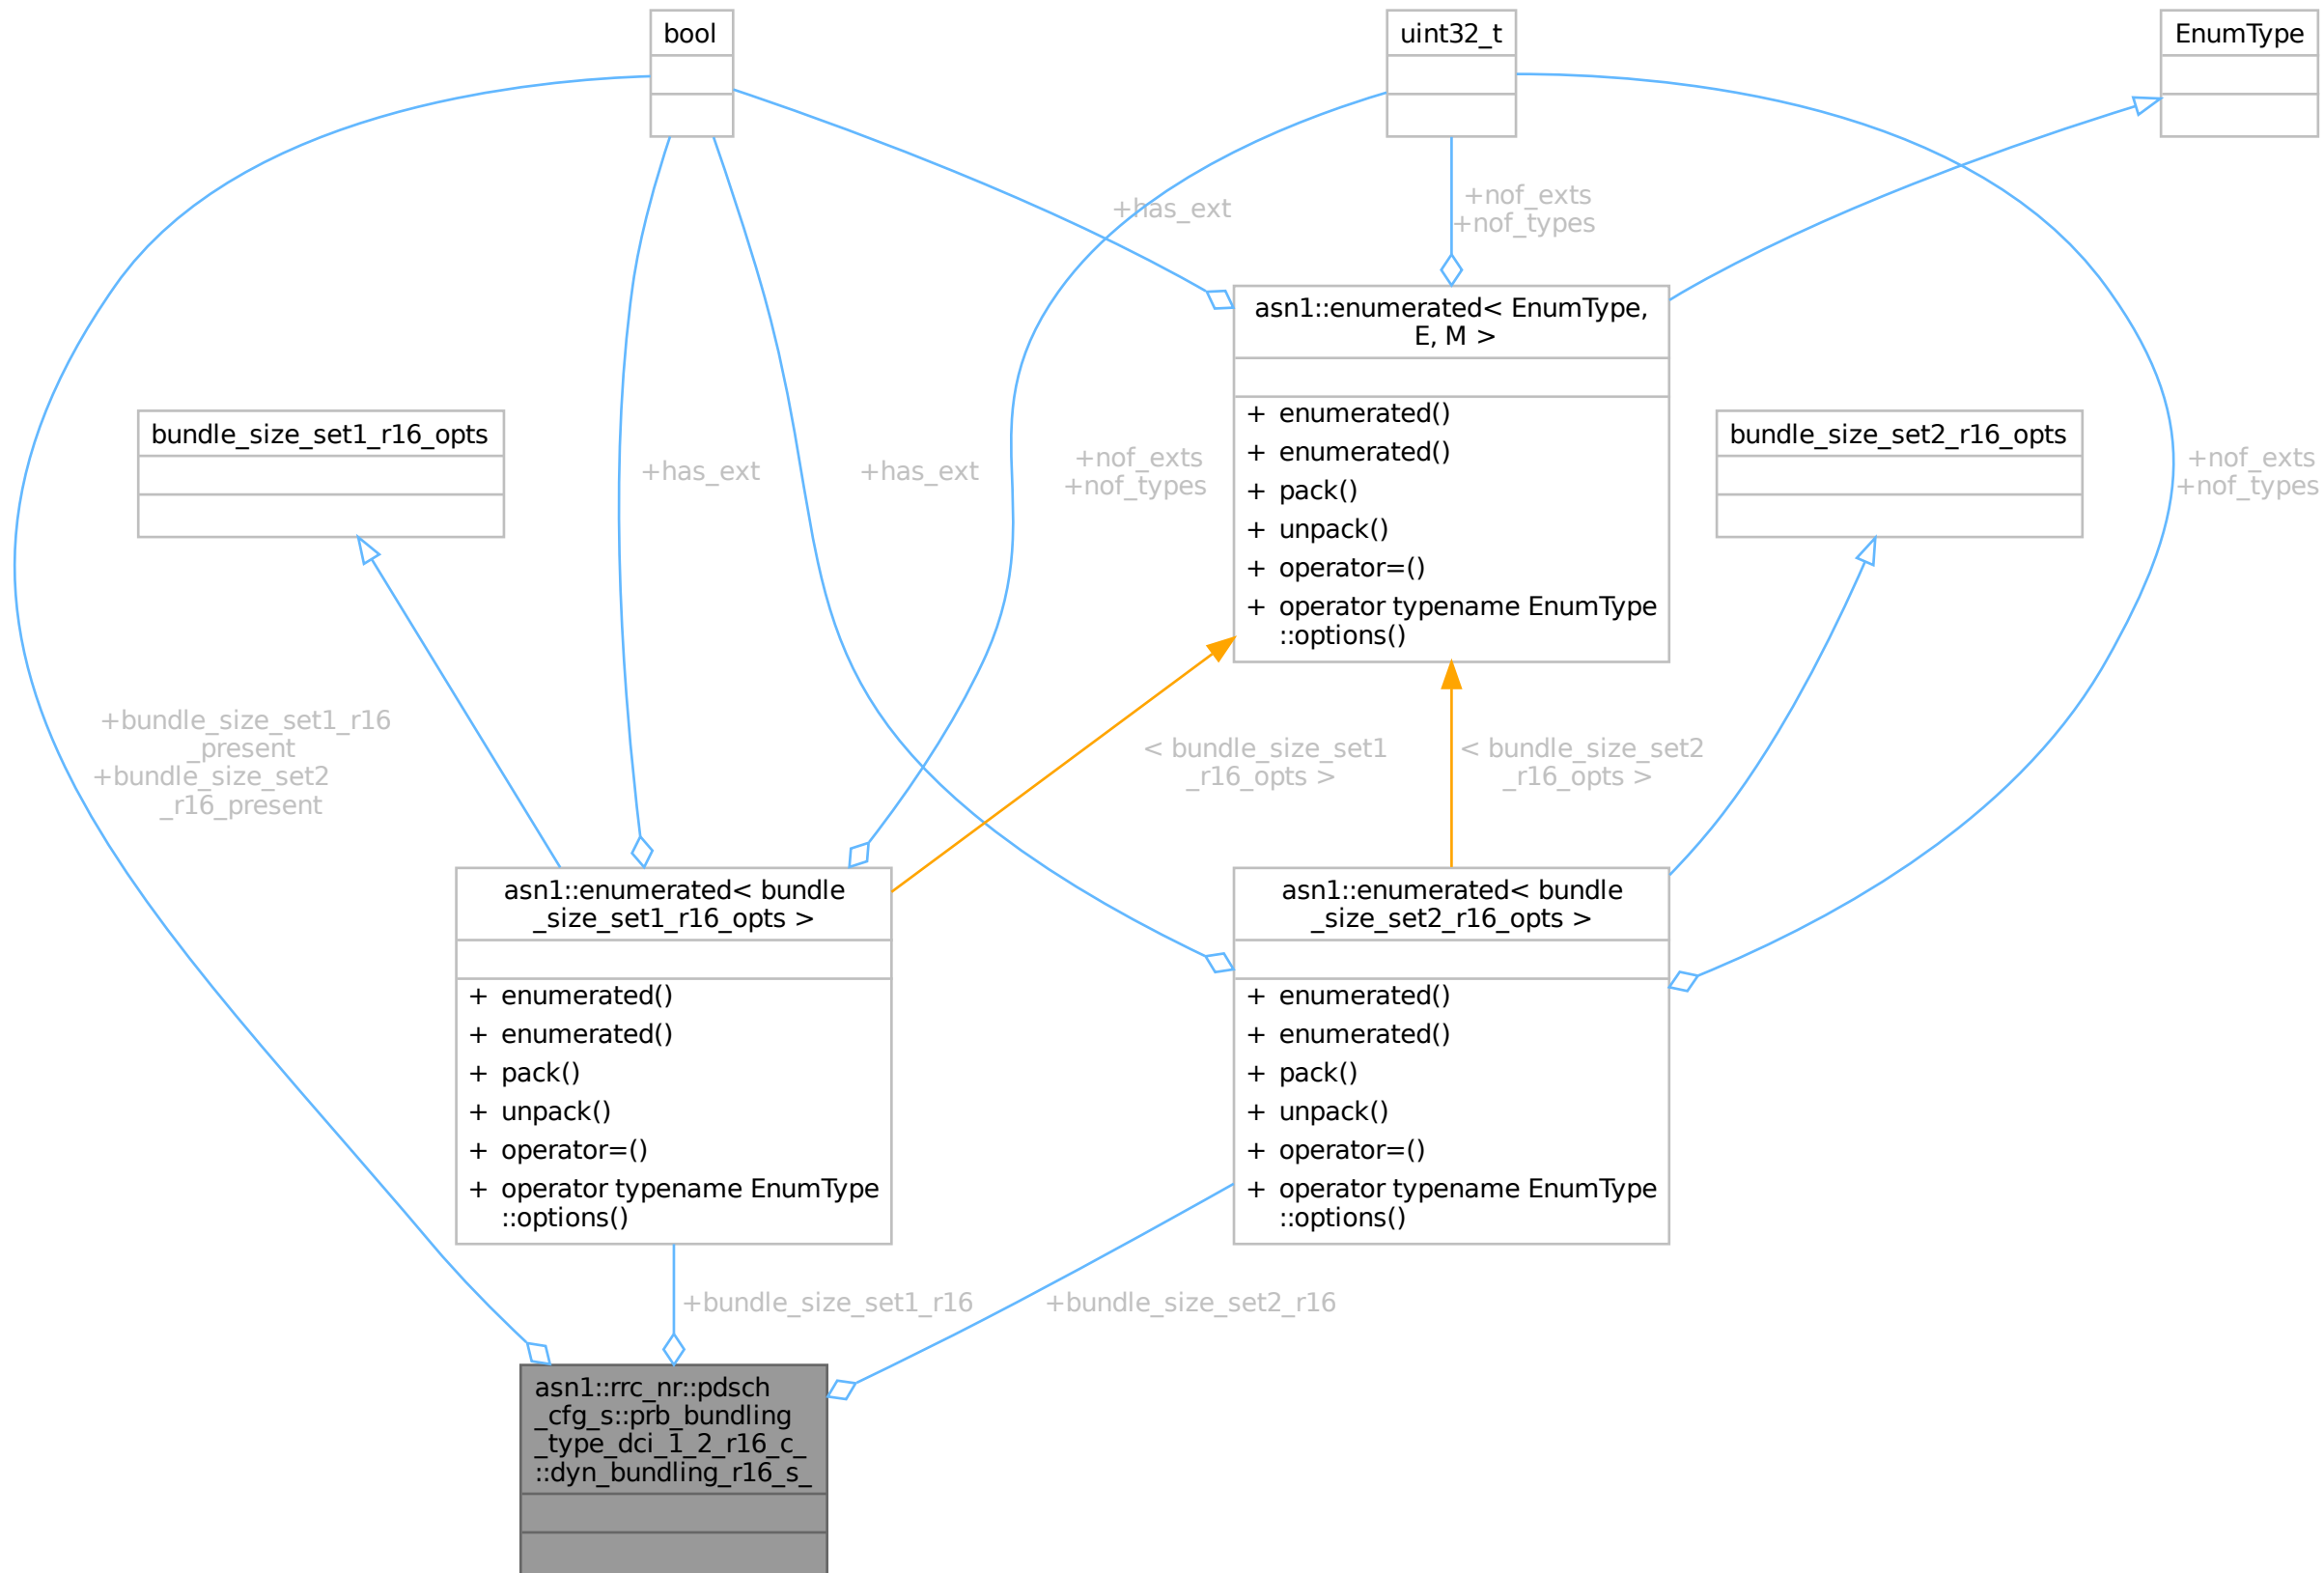 bool
uint32_t
EnumType
+has_ext
+nof_exts
+nof_types
asn1::enumerated< EnumType,
E, M >
+ enumerated()
+ enumerated()
+ pack()
+ unpack()
+ operator=()
+ operator typename EnumType
::options()
bundle_size_set1_r16_opts
bundle_size_set2_r16_opts
+has_ext
+has_ext
+nof_exts
+nof_types
+nof_exts
+nof_types
+bundle_size_set1_r16
_present
+bundle_size_set2
_r16_present
< bundle_size_set1
_r16_opts >
< bundle_size_set2
_r16_opts >
asn1::enumerated< bundle
_size_set1_r16_opts >
+ enumerated()
+ enumerated()
+ pack()
+ unpack()
+ operator=()
+ operator typename EnumType
::options()
asn1::enumerated< bundle
_size_set2_r16_opts >
+ enumerated()
+ enumerated()
+ pack()
+ unpack()
+ operator=()
+ operator typename EnumType
::options()
+bundle_size_set1_r16
+bundle_size_set2_r16
asn1::rrc_nr::pdsch
_cfg_s::prb_bundling
_type_dci_1_2_r16_c_
::dyn_bundling_r16_s_